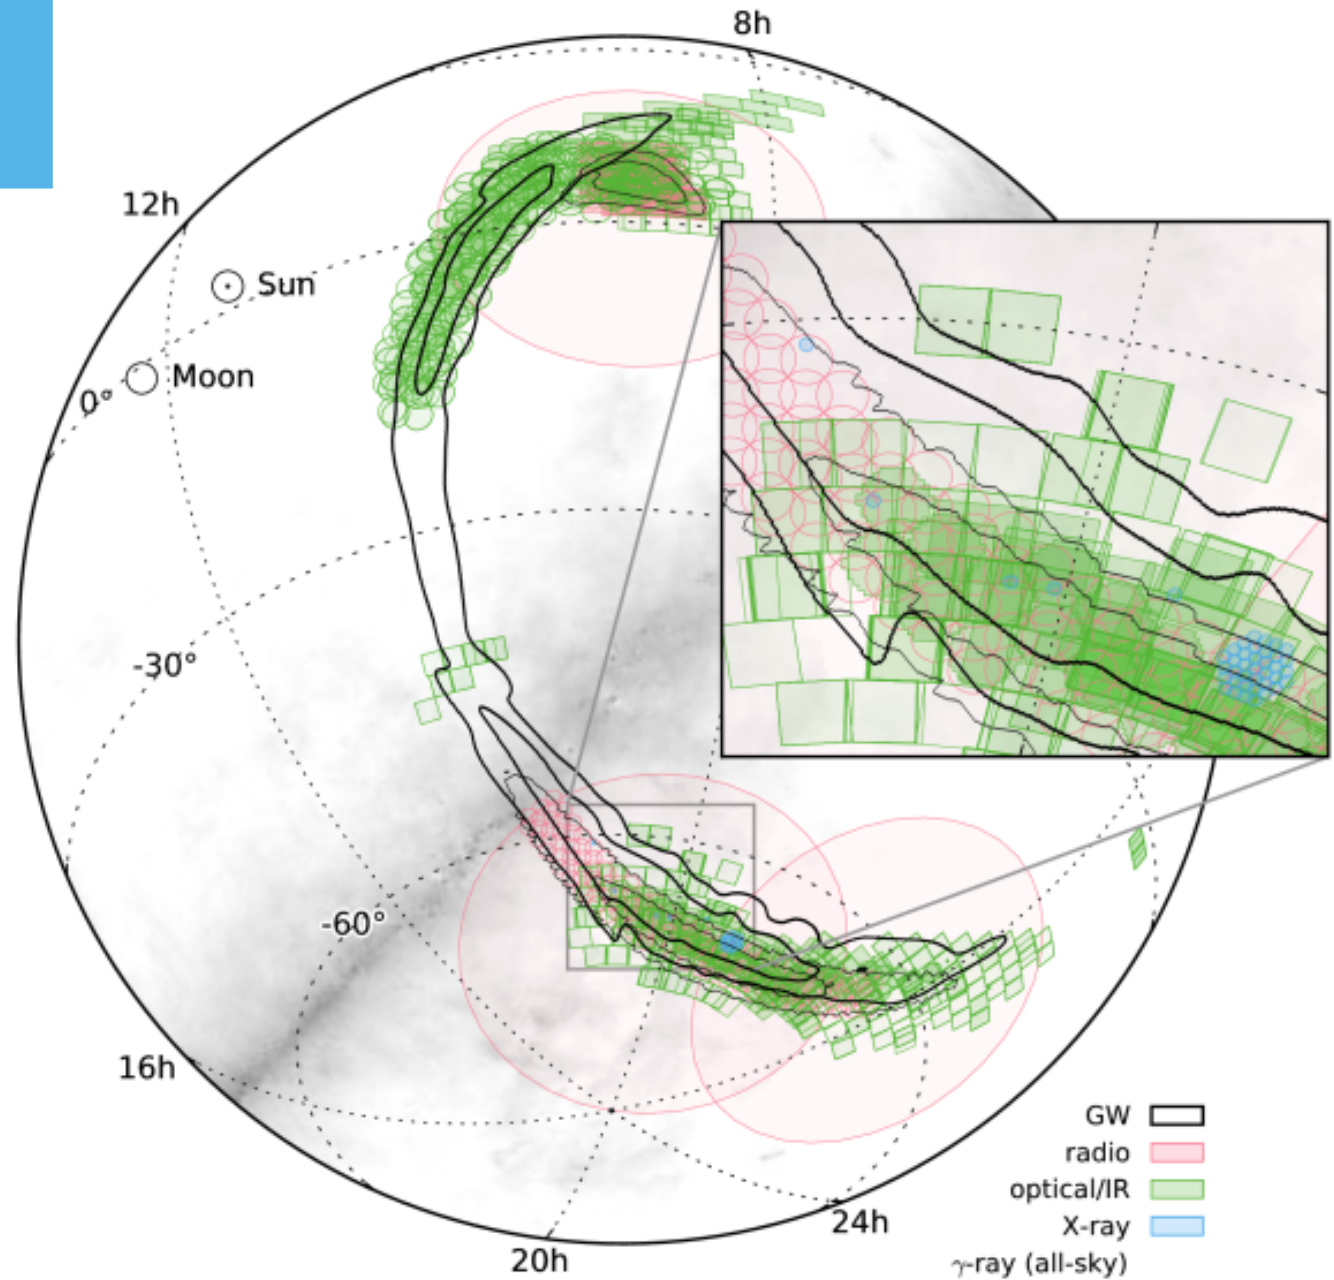 8h
12h
Sun
Moon
0°
-30°
-60°
16h
20h
24h
GW
radio
optical/IR
X-ray
γ-ray (all-sky)